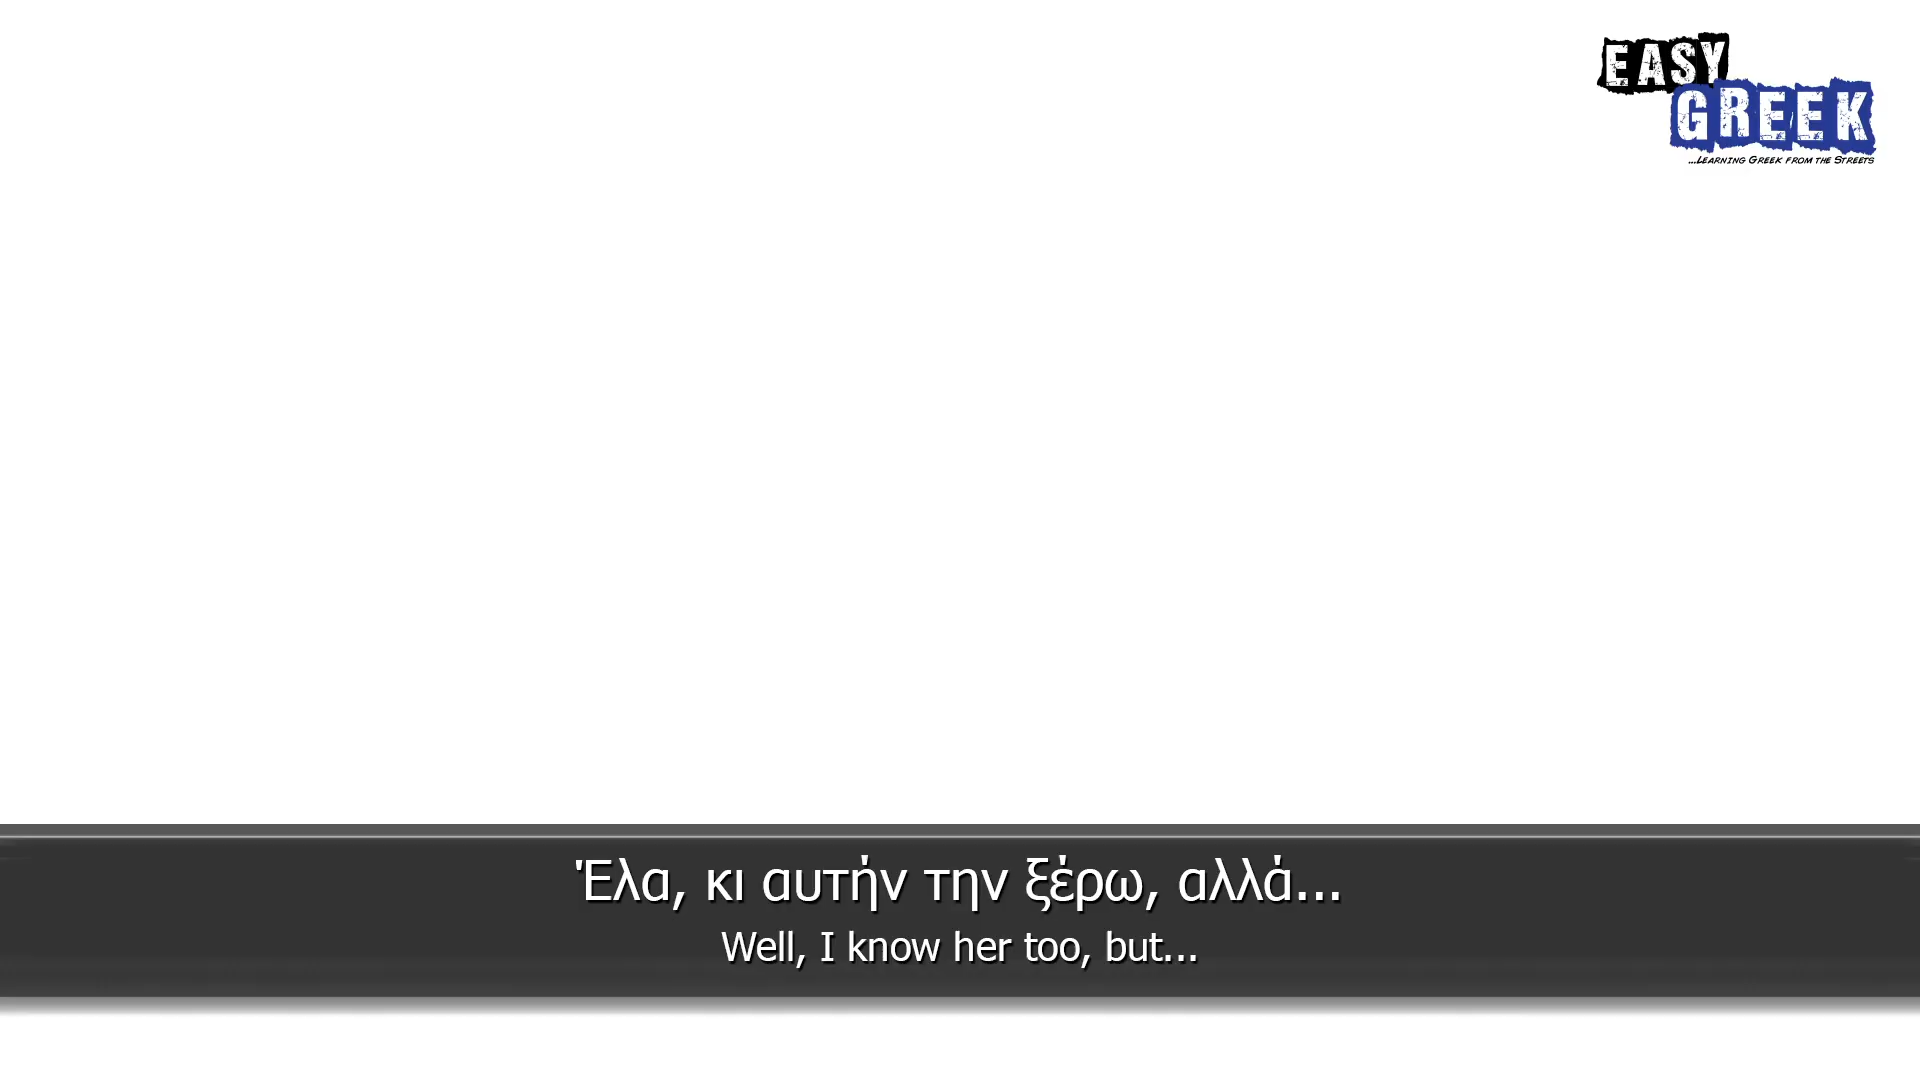 EASY
GREEK
...LEARNING GREEK FROM THE STREETS
Έλα, κι αυτήν την ξέρω, αλλά...
Well, I know her too, but...